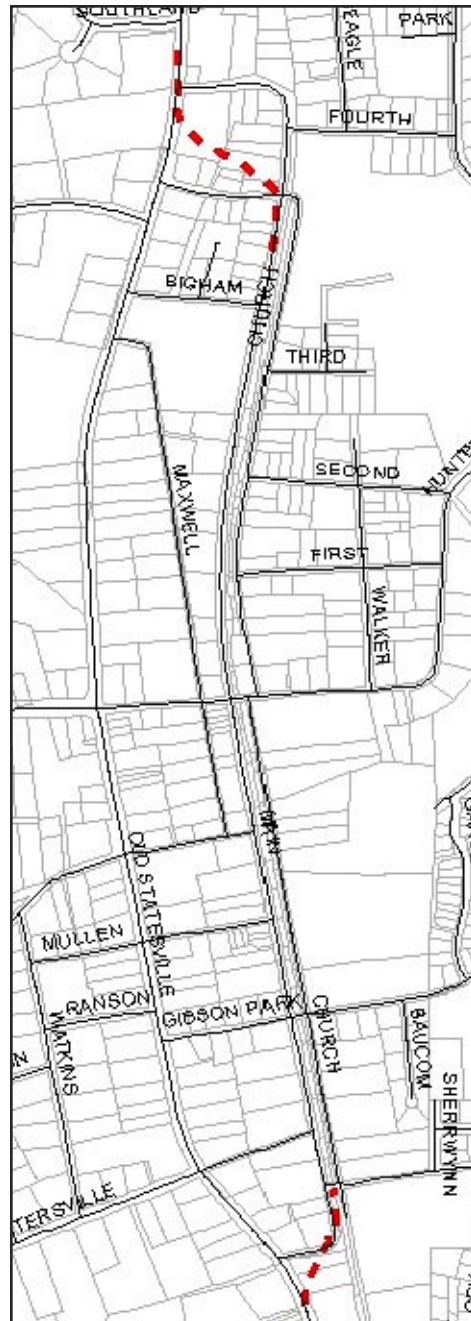 SOUTHLAND
EAGLE
PARK
FOURTH
BIGHAM
CHURCH
THIRD
MAXWELL
SECOND
FIRST
WALKER
MAIN
OLD STATESVILLE
MULLEN
RANSON
GIBSON PARK
CHURCH
WATKINS
BAUCOM
SHERRWYNN
TERSVILLE